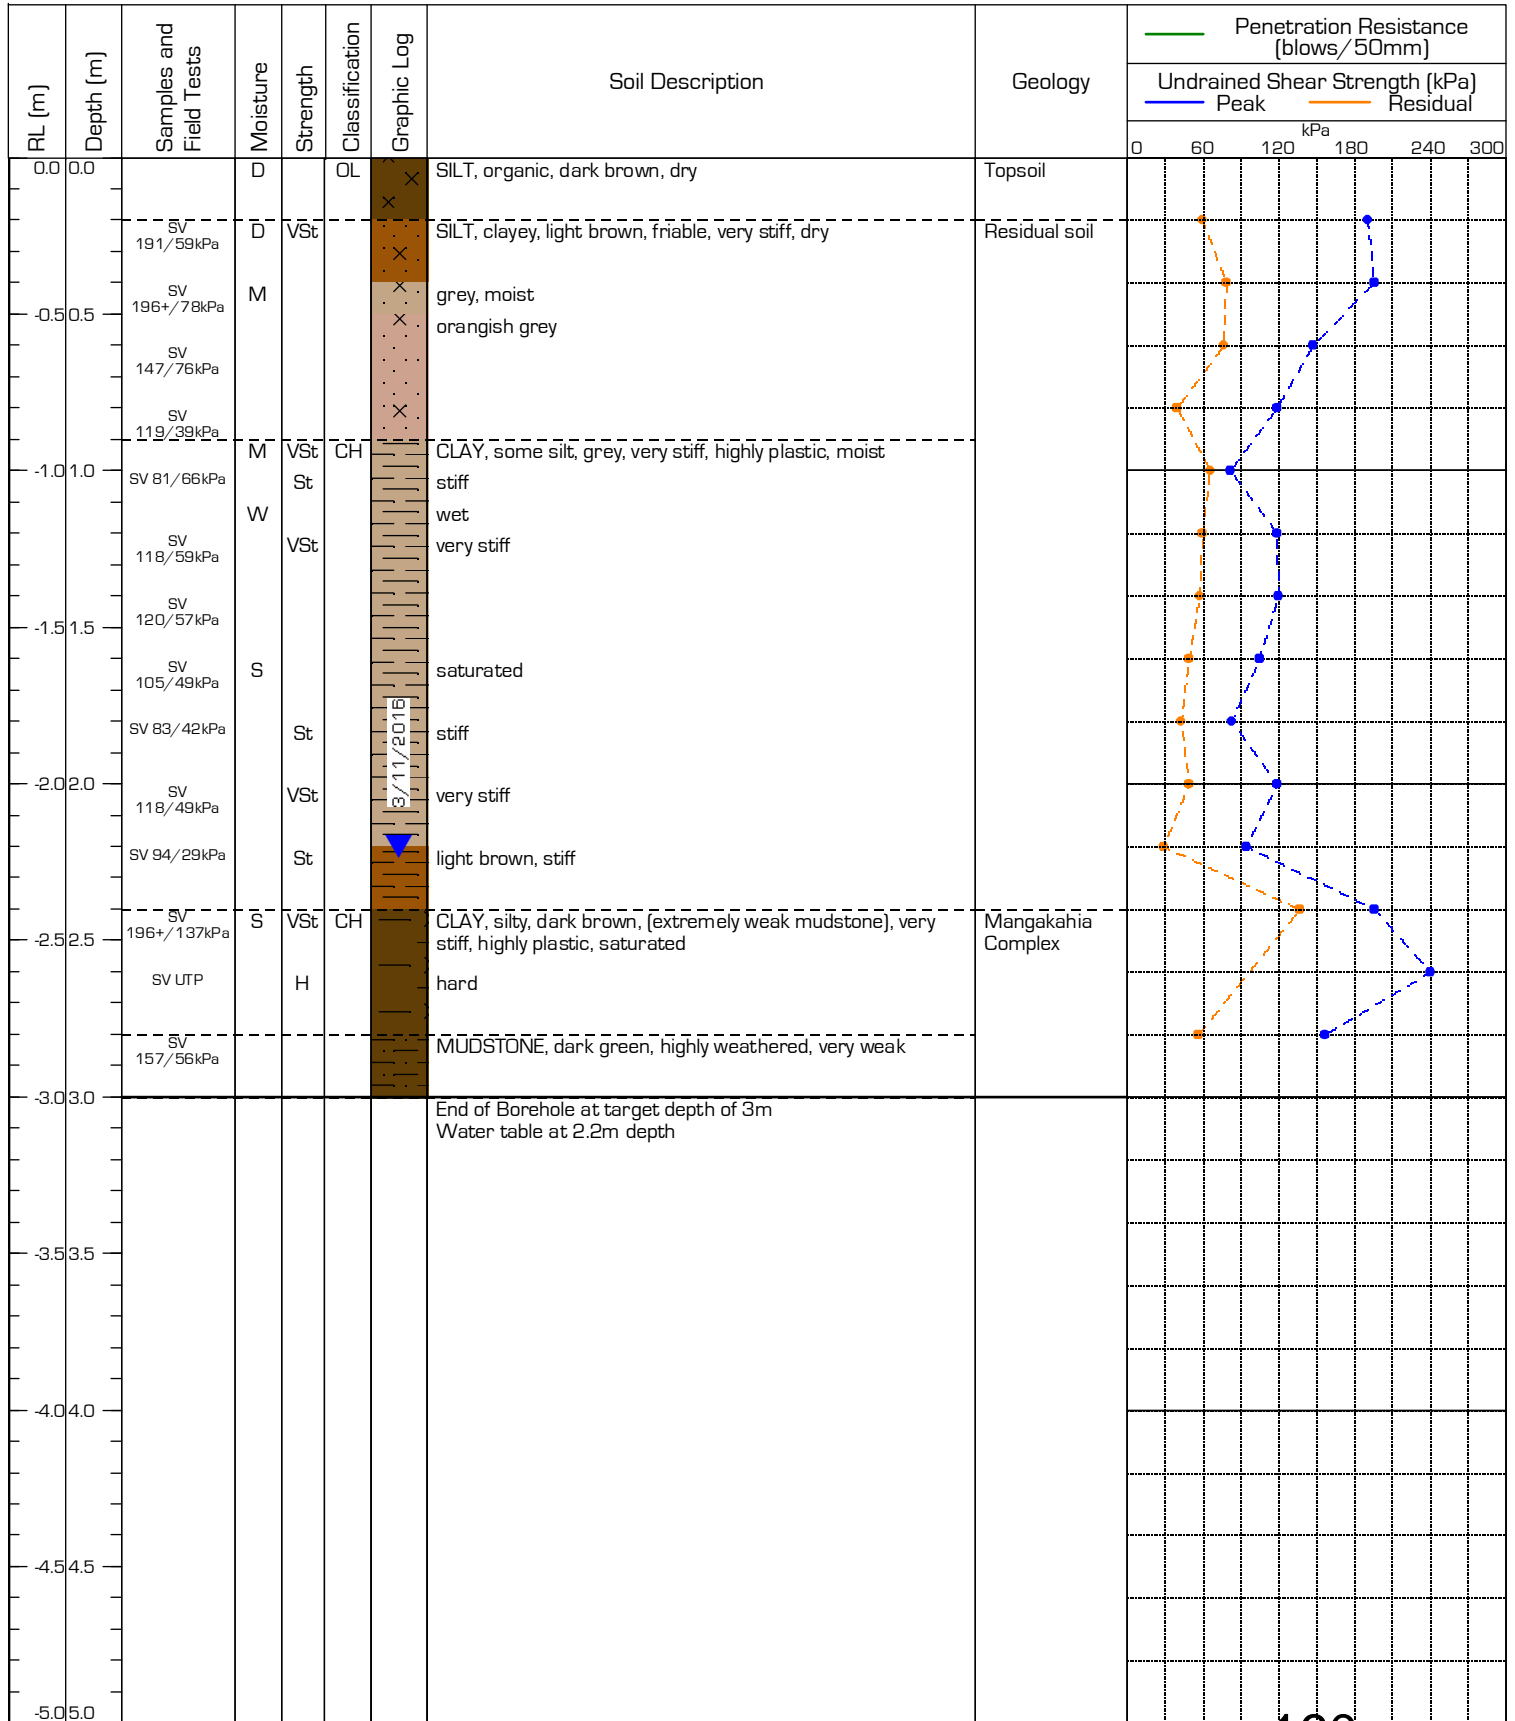 RL (m)
Depth (m)
Samples and
Field Tests
Moisture
Strength
Classification
Graphic Log
Soil Description
Geology
Penetration Resistance
(blows/50mm)
Undrained Shear Strength (kPa)
Peak Residual
kPa
0 60 120 180 240 300
0.0 0.0 D OL SILT, organic, dark brown, dry Topsoil
SV
191/59kPa
D VSt SILT, clayey, light brown, friable, very stiff, dry Residual soil
SV
196+/78kPa
M grey, moist
-0.5 0.5
orangish grey
SV
147/76kPa
SV
119/39kPa
M VSt CH CLAY, some silt, grey, very stiff, highly plastic, moist
-1.0 1.0
SV 81/66kPa St stiff
W wet
SV
118/59kPa
VSt very stiff
SV
120/57kPa
-1.5 1.5
SV
105/49kPa
S saturated
3/11/2016
SV 83/42kPa St stiff
-2.0 2.0
SV
118/49kPa
VSt very stiff
SV 94/29kPa St light brown, stiff
SV
196+/137kPa
S VSt CH CLAY, silty, dark brown, (extremely weak mudstone), very
stiff, highly plastic, saturated
Mangakahia
Complex
-2.5 2.5
SV UTP H hard
SV
157/56kPa
MUDSTONE, dark green, highly weathered, very weak
-3.0 3.0
End of Borehole at target depth of 3m
Water table at 2.2m depth
-3.5 3.5
-4.0 4.0
-4.5 4.5
-5.0 5.0